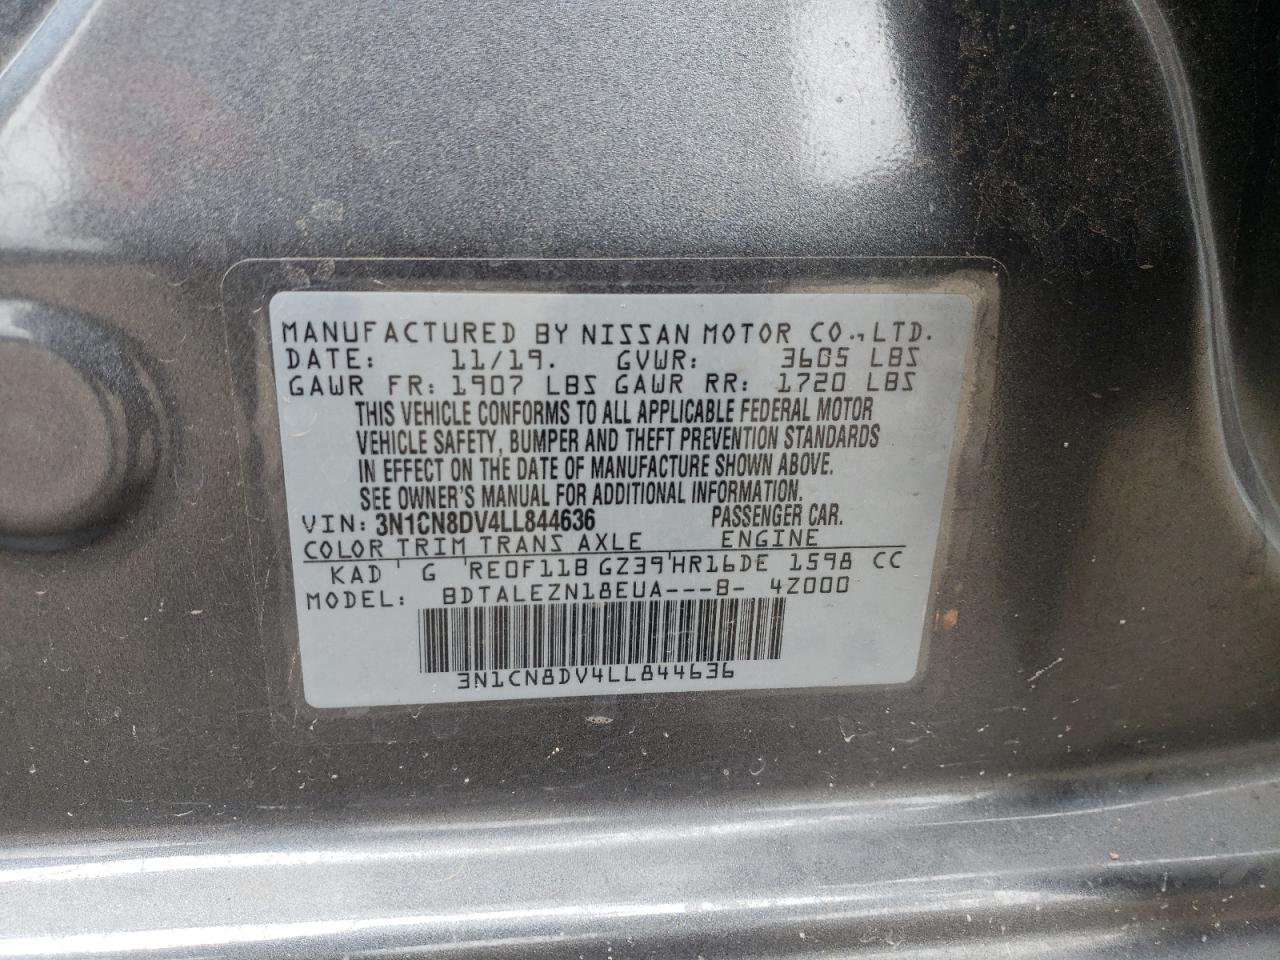 MANUFACTURED BY NISSAN MOTOR CO., LTD.
DATE: 11/19. GVWR: 3605 LBS
GAWR FR: 1907 LBS GAWR RR: 1720 LBS
THIS VEHICLE CONFORMS TO ALL APPLICABLE FEDERAL MOTOR
VEHICLE SAFETY, BUMPER AND THEFT PREVENTION STANDARDS
IN EFFECT ON THE DATE OF MANUFACTURE SHOWN ABOVE.
SEE OWNER'S MANUAL FOR ADDITIONAL INFORMATION.
VIN: 3N1CN8DV4LL844636 PASSENGER CAR.
COLOR TRIM TRANS AXLE ENGINE
KAD ' G ' RE0F11B GZ39'HR16DE 1598 CC
MODEL: BDTALEZN18EUA---B- 4Z000
3N1CN8DV4LL844636